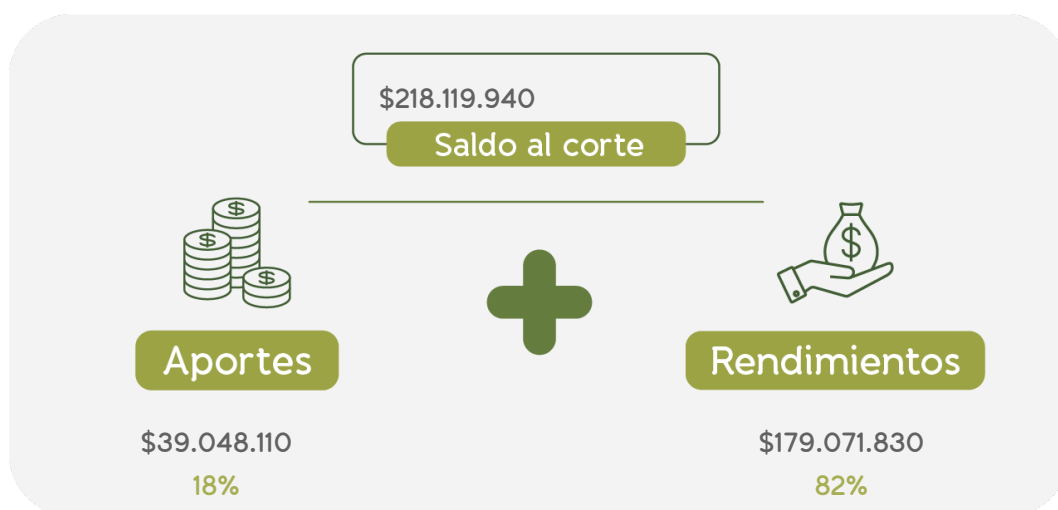 $218.119.940
Saldo al corte
Aportes
Rendimientos
$39.048.110
$179.071.830
18%
82%